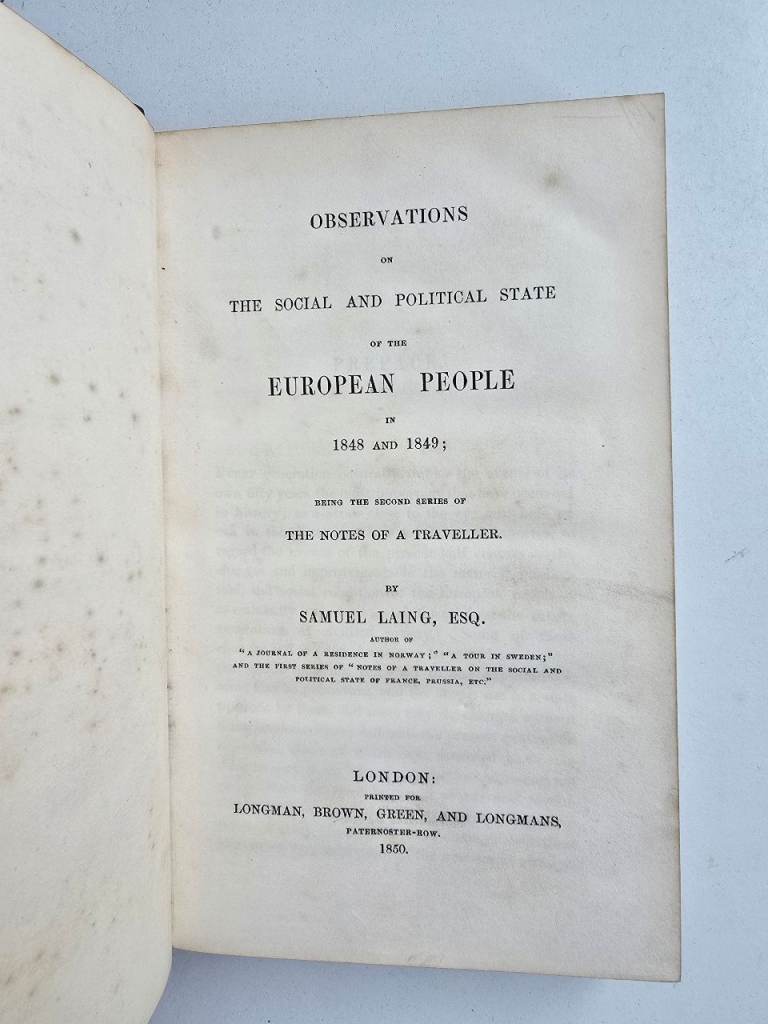 OBSERVATIONS
ON
THE SOCIAL AND POLITICAL STATE
OF THE
EUROPEAN PEOPLE
IN
1848 AND 1849;
BEING THE SECOND SERIES OF
THE NOTES OF A TRAVELLER.
BY
SAMUEL LAING, ESQ.
AUTHOR OF
"A JOURNAL OF A RESIDENCE IN NORWAY;" "A TOUR IN SWEDEN;"
AND THE FIRST SERIES OF "NOTES OF A TRAVELLER ON THE SOCIAL AND
POLITICAL STATE OF FRANCE, PRUSSIA, ETC."
LONDON:
PRINTED FOR
LONGMAN, BROWN, GREEN, AND LONGMANS,
PATERNOSTER-ROW.
1850.